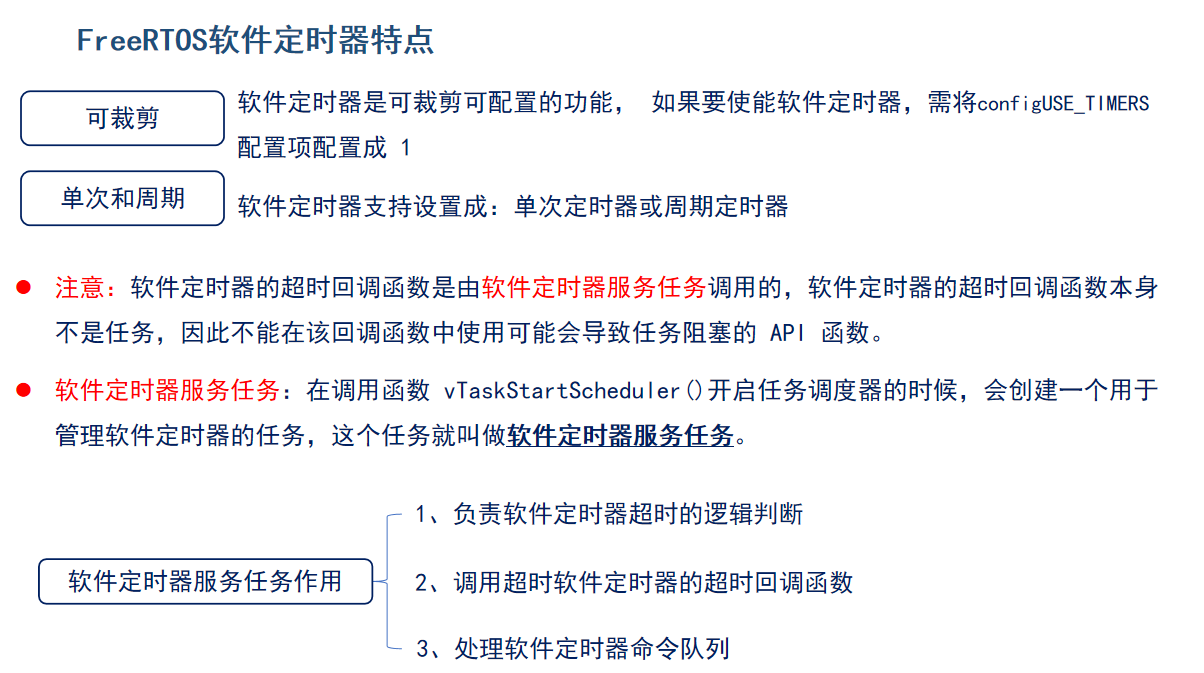 FreeRTOS软件定时器特点
可裁剪
软件定时器是可裁剪可配置的功能， 如果要使能软件定时器，需将configUSE_TIMERS
配置项配置成 1
单次和周期
软件定时器支持设置成：单次定时器或周期定时器
注意：软件定时器的超时回调函数是由软件定时器服务任务调用的，软件定时器的超时回调函数本身
不是任务，因此不能在该回调函数中使用可能会导致任务阻塞的 API 函数。
软件定时器服务任务：在调用函数 vTaskStartScheduler()开启任务调度器的时候，会创建一个用于
管理软件定时器的任务，这个任务就叫做软件定时器服务任务。
软件定时器服务任务作用
1、负责软件定时器超时的逻辑判断
2、调用超时软件定时器的超时回调函数
3、处理软件定时器命令队列